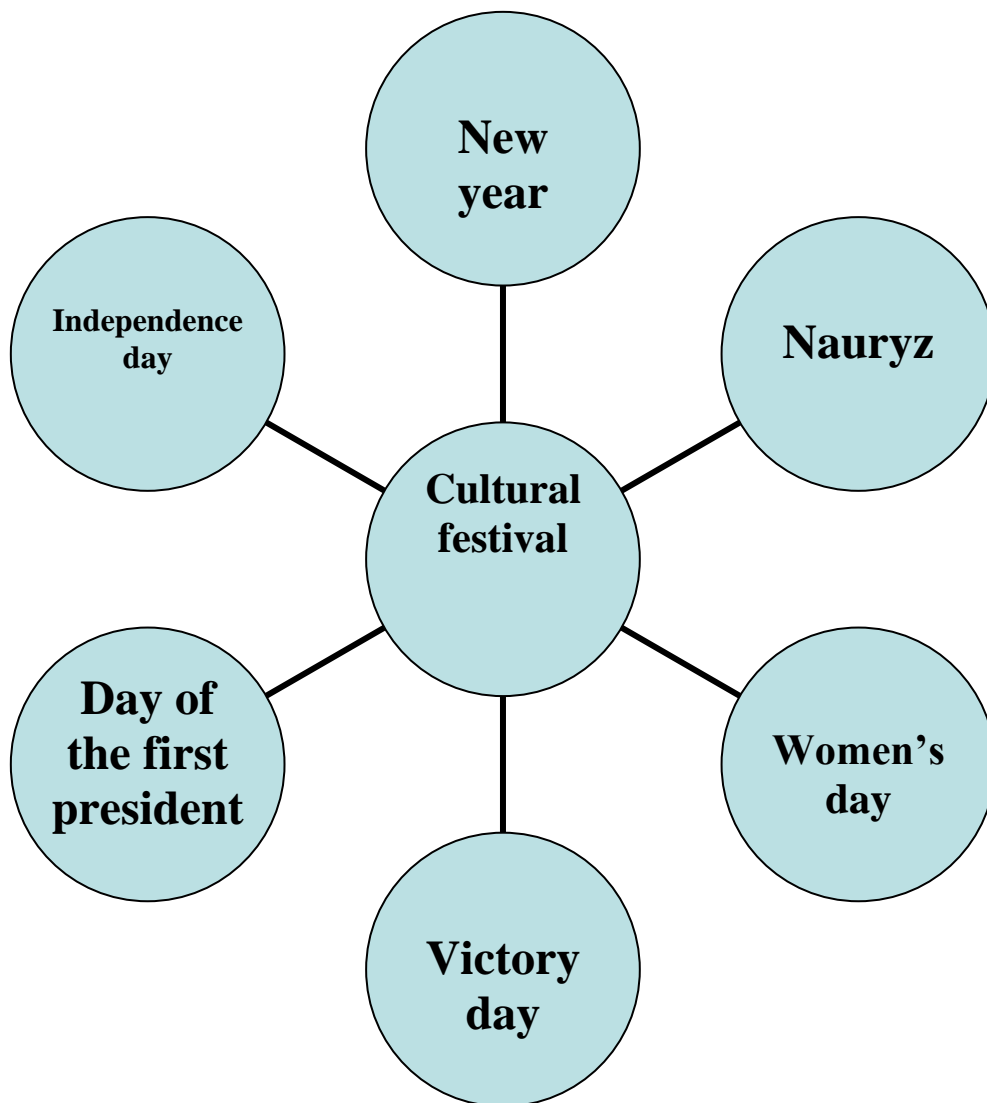 New
year
Independence
day
Nauryz
Cultural
festival
Day of
the first
president
Women’s
day
Victory
day